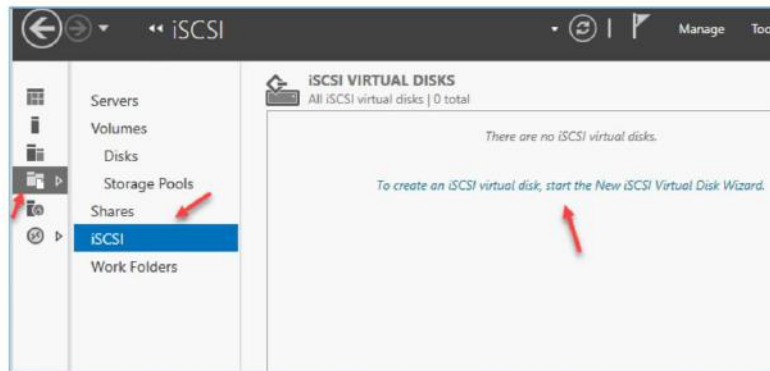 iSCSI
Manage
Servers
Volumes
Disks
Storage Pools
Shares
iSCSI
Work Folders
iSCSI VIRTUAL DISKS
All iSCSI virtual disks | 0 total
There are no iSCSI virtual disks.
To create an iSCSI virtual disk, start the New iSCSI Virtual Disk Wizard.